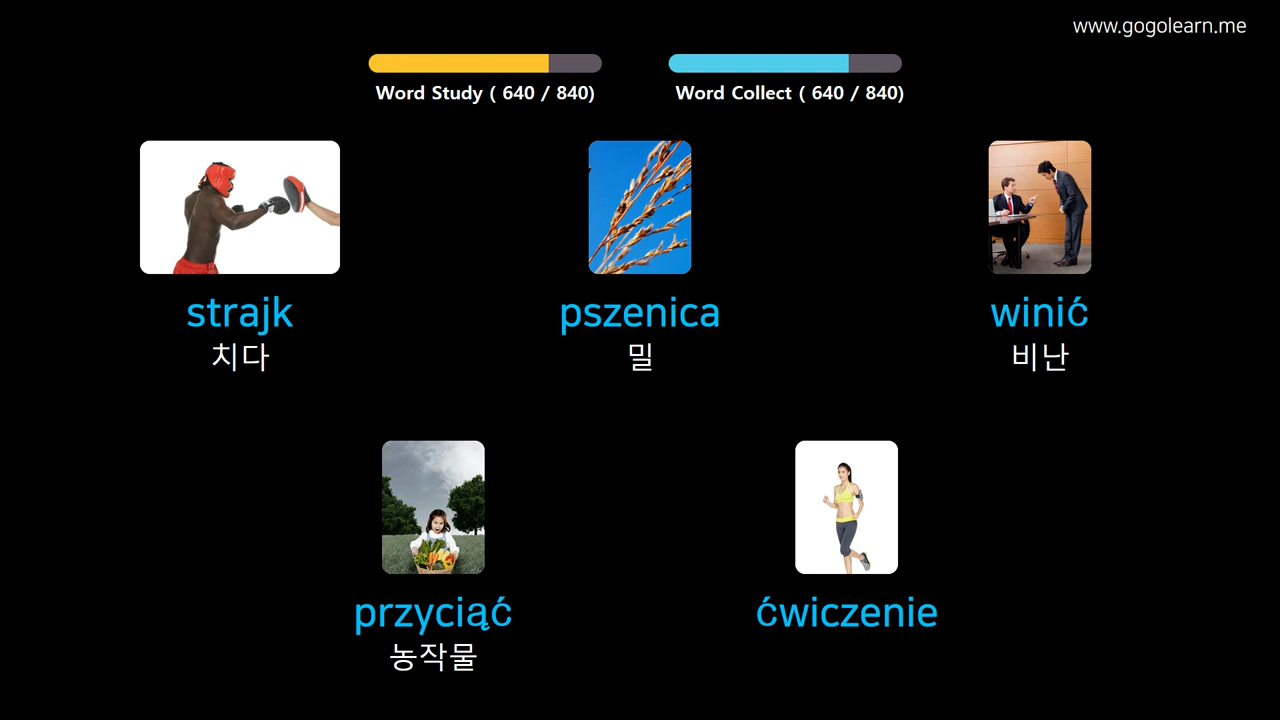 www.gogolearn.me
Word Study ( 640 / 840)
Word Collect ( 640 / 840)
strajk
치다
pszenica
밀
winić
비난
przyciąć
농작물
ćwiczenie